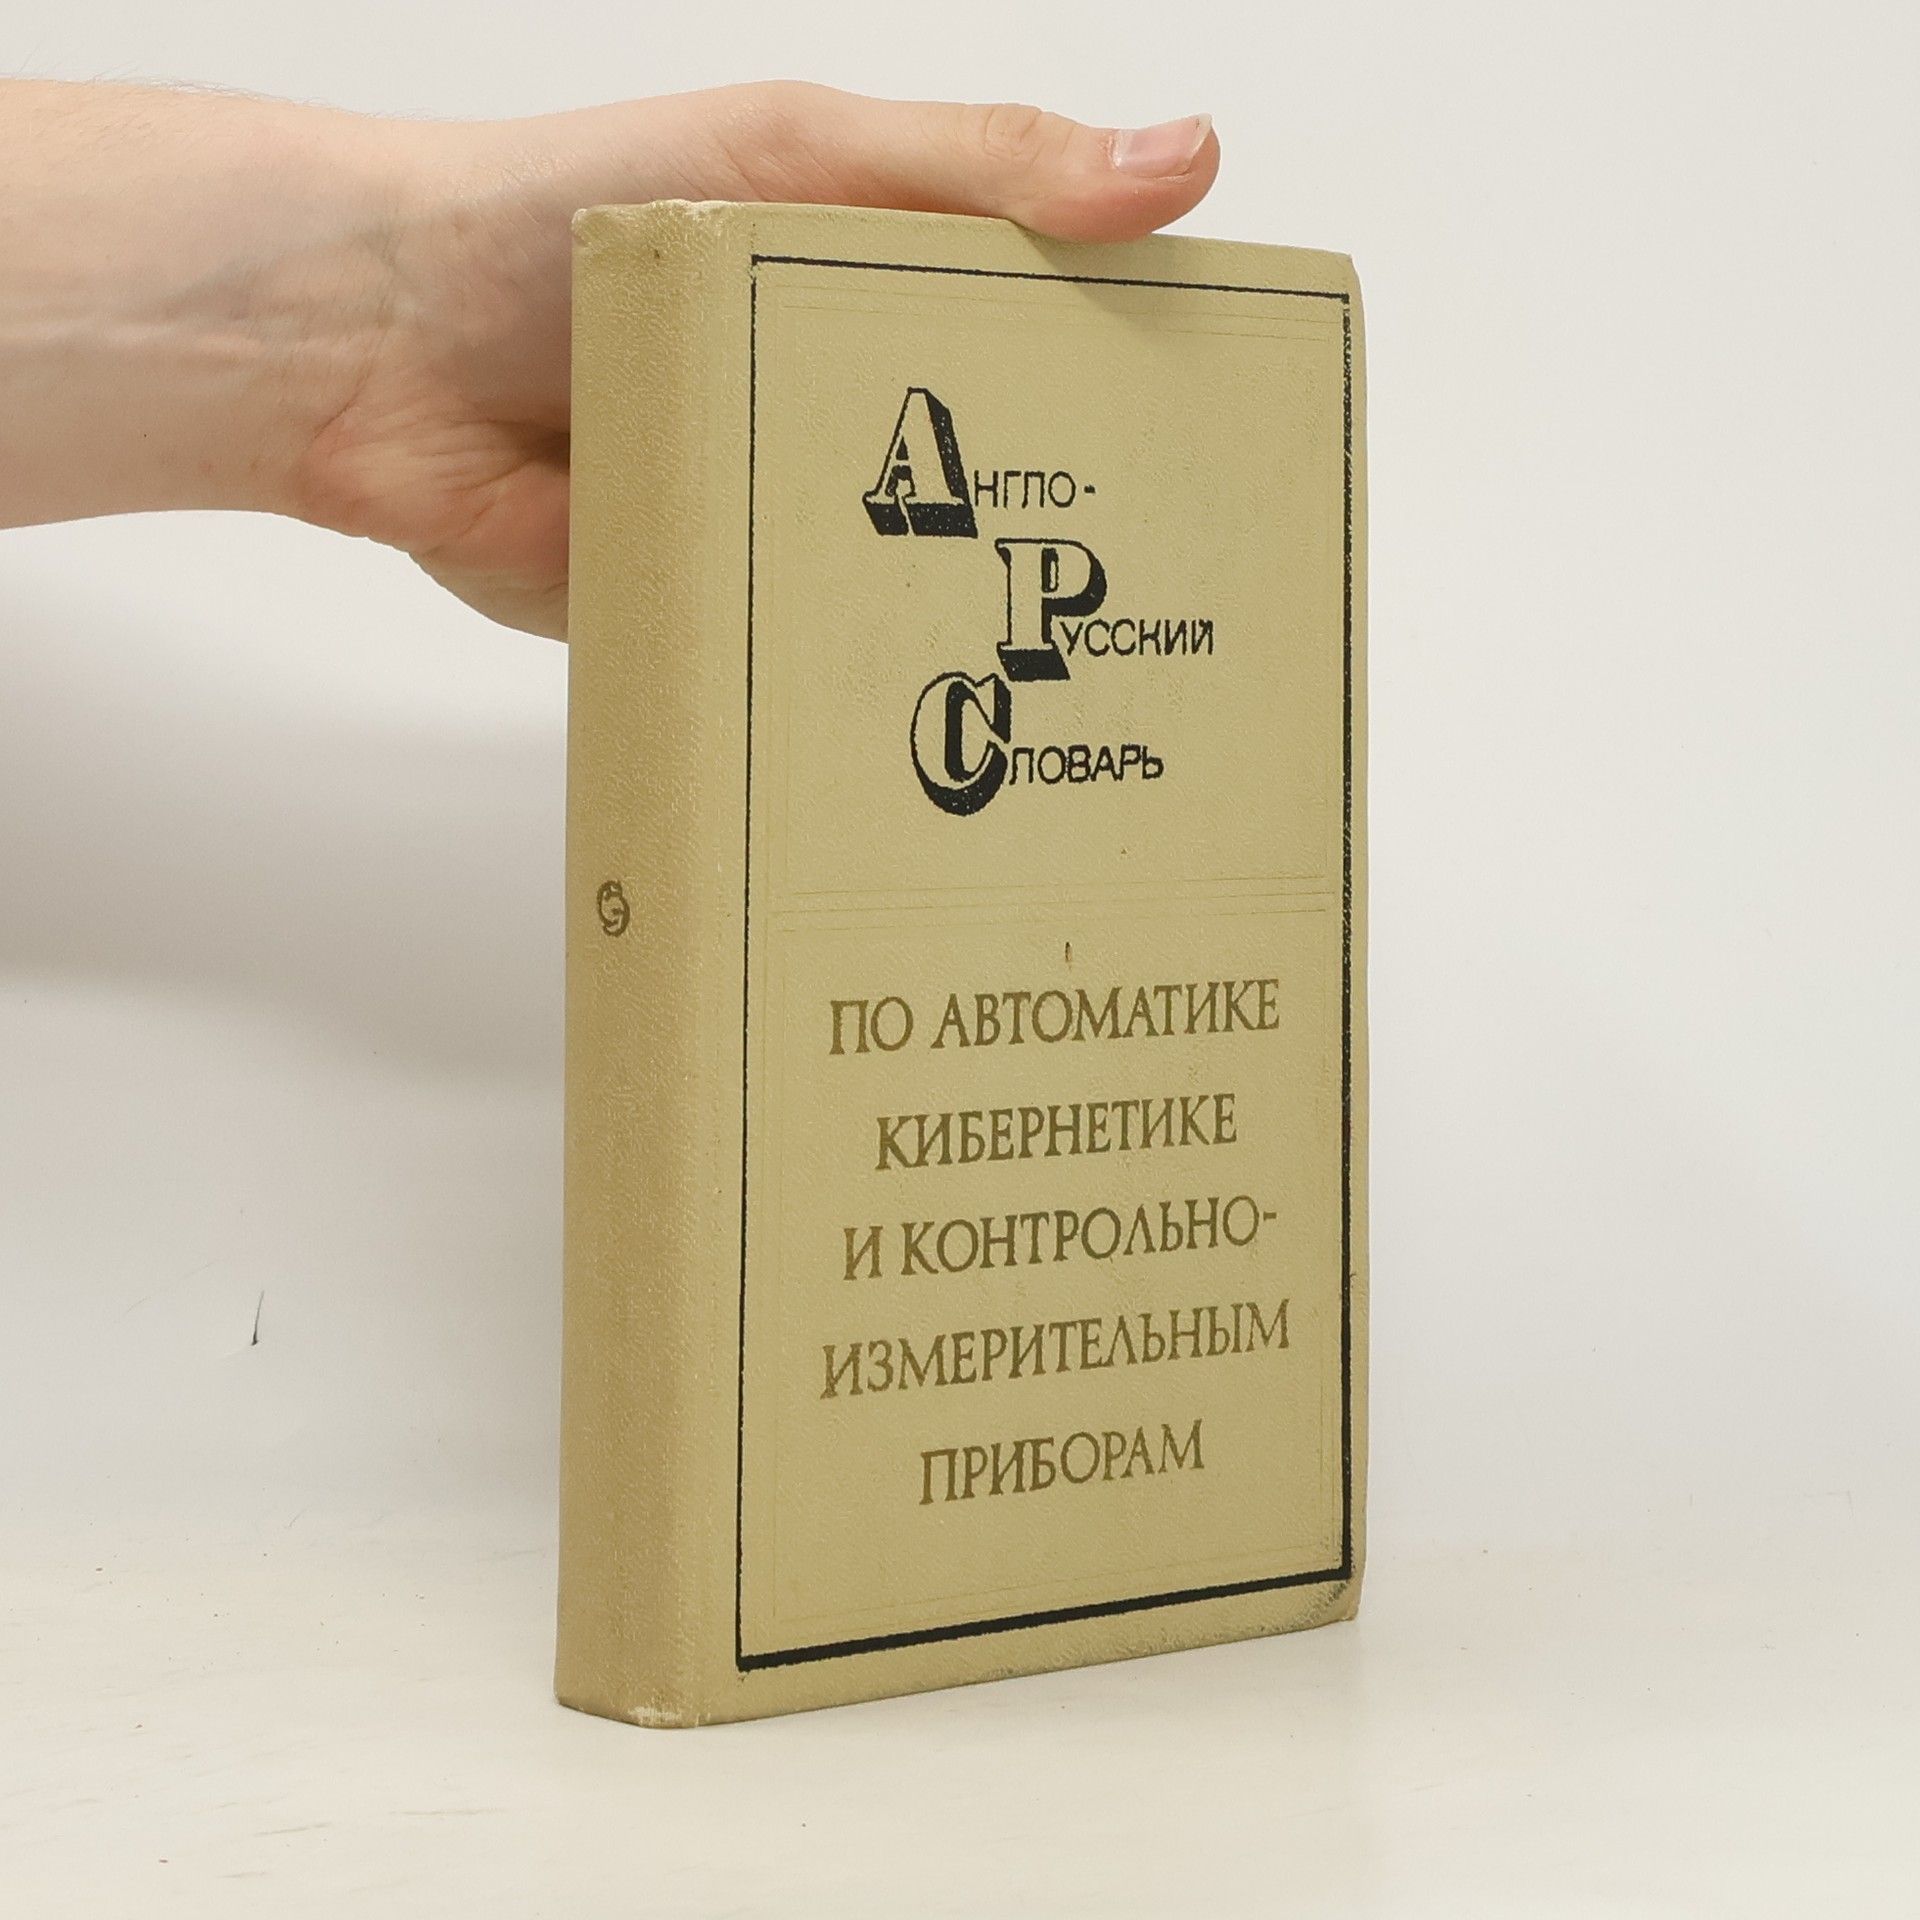 Англо-
Русский
Словарь
ПО АВТОМАТИКЕ
КИБЕРНЕТИКЕ
И КОНТРОЛЬНО-
ИЗМЕРИТЕЛЬНЫМ
ПРИБОРАМ